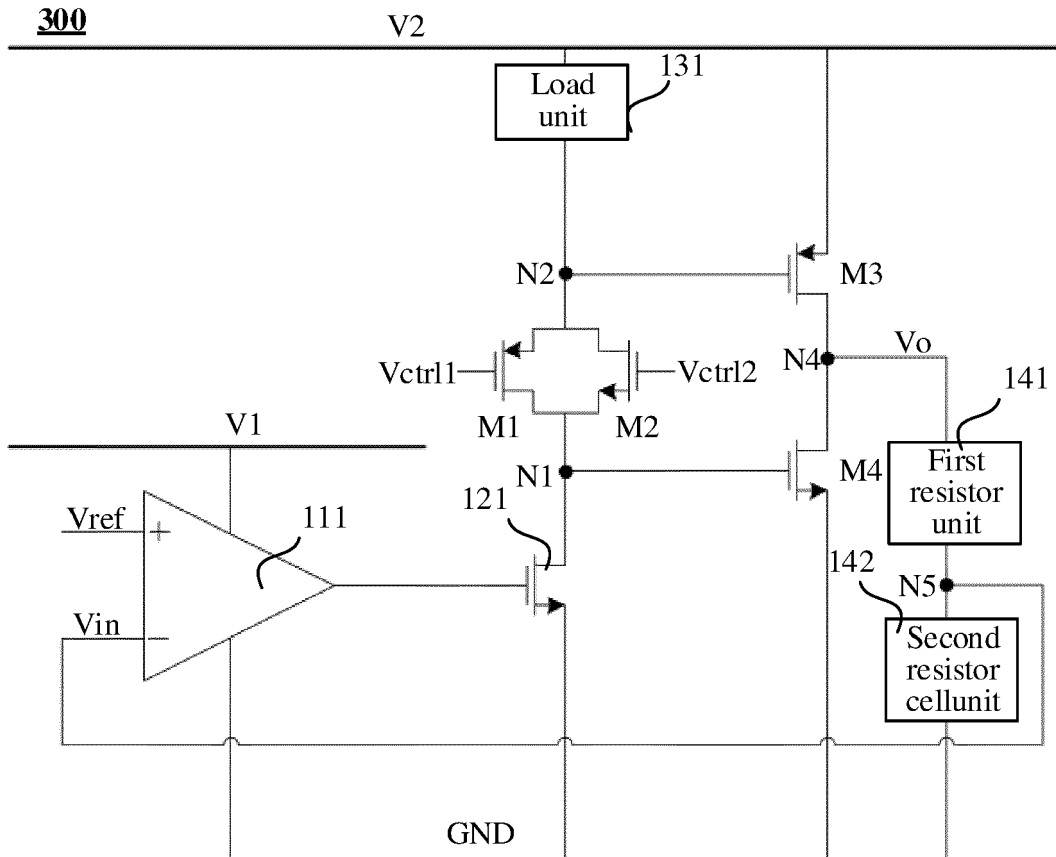 300
V2
131
Load
unit
N2
M3
Vctrl1
Vctrl2
N4
Vo
M1
M2
141
V1
N1
M4
First
resistor
unit
Vref
+
111
121
142
N5
Vin
−
Second
resistor
cellunit
GND